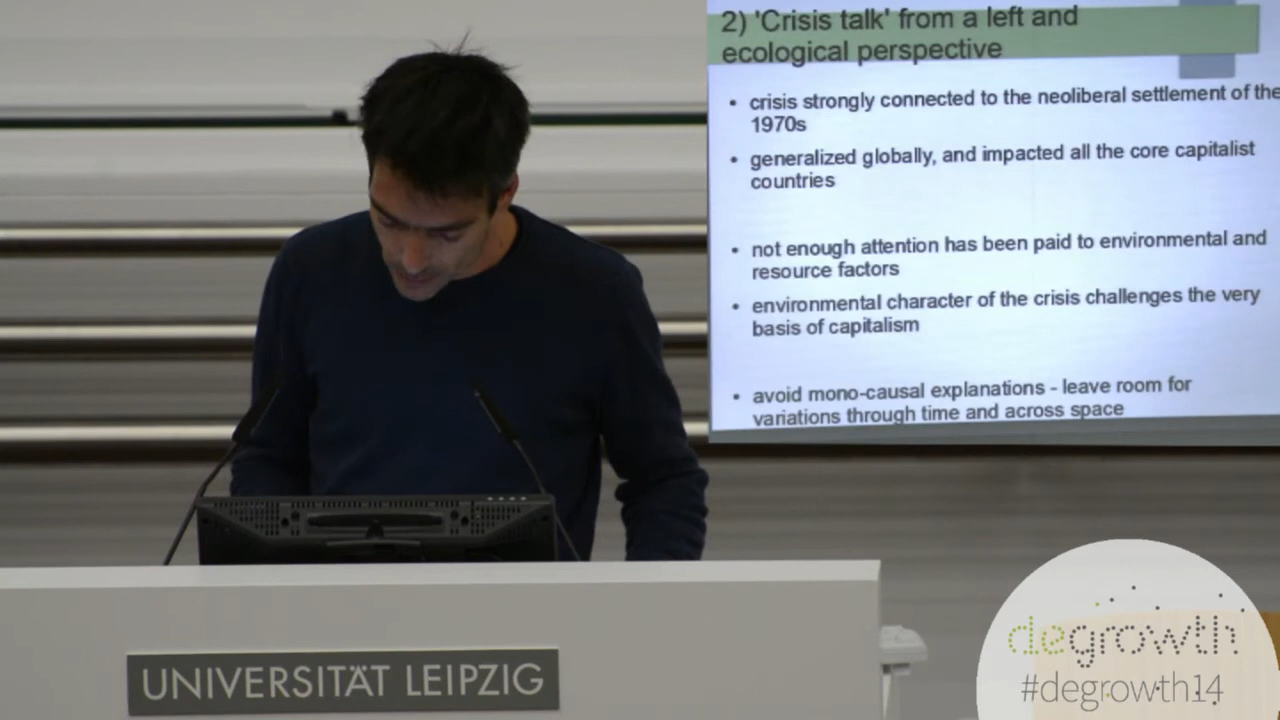 2) 'Crisis talk' from a left and
ecological perspective
• crisis strongly connected to the neoliberal settlement of the
1970s
• generalized globally, and impacted all the core capitalist
countries
• not enough attention has been paid to environmental and
resource factors
• environmental character of the crisis challenges the very
basis of capitalism
• avoid mono-causal explanations - leave room for
variations through time and across space
UNIVERSITÄT LEIPZIG
degrowth
#degrowth14